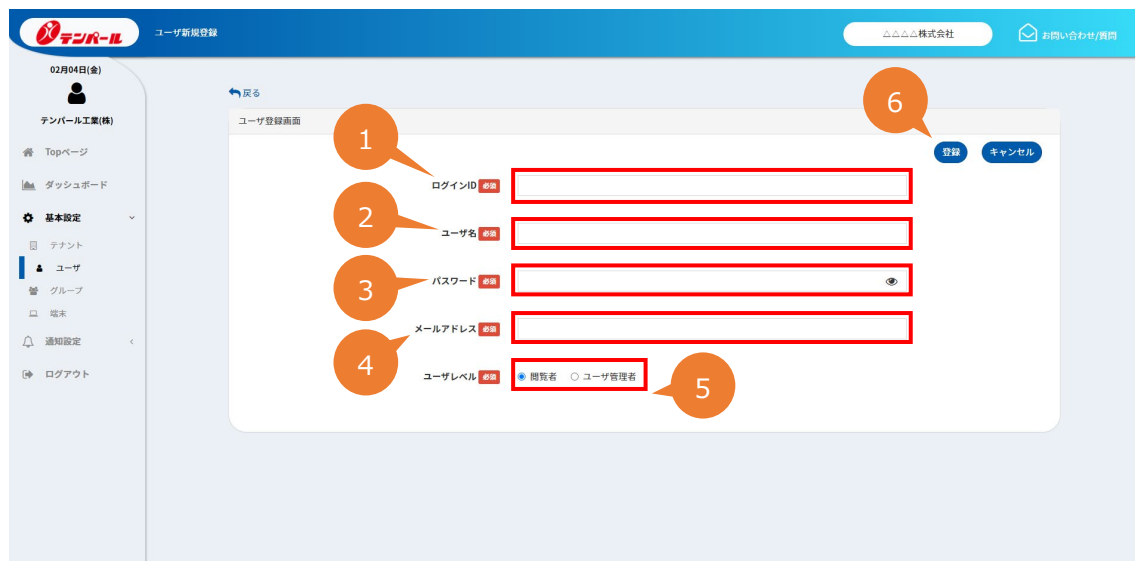 テンパール
ユーザ新規登録
△△△△株式会社
お問い合わせ/質問
02月04日(金)
テンパール工業(株)
Topページ
ダッシュボード
基本設定
テナント
ユーザ
グループ
端末
通知設定
ログアウト
戻る
ユーザ登録画面
6
登録
キャンセル
1
ログインID 必須
2
ユーザ名 必須
3
パスワード 必須
4
メールアドレス 必須
ユーザレベル 必須
閲覧者
ユーザ管理者
5